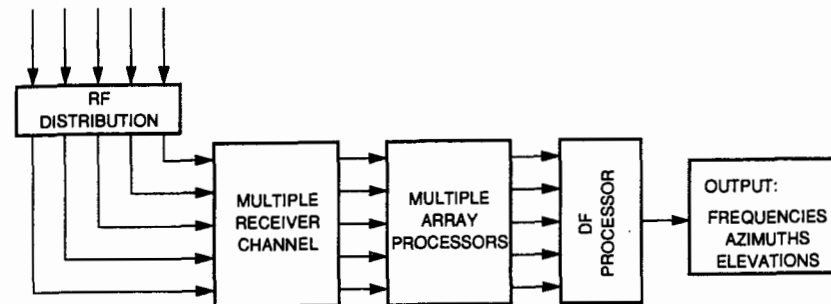 RF
DISTRIBUTION
MULTIPLE
RECEIVER
CHANNEL
MULTIPLE
ARRAY
PROCESSORS
DF
PROCESSOR
OUTPUT:
FREQUENCIES
AZIMUTHS
ELEVATIONS